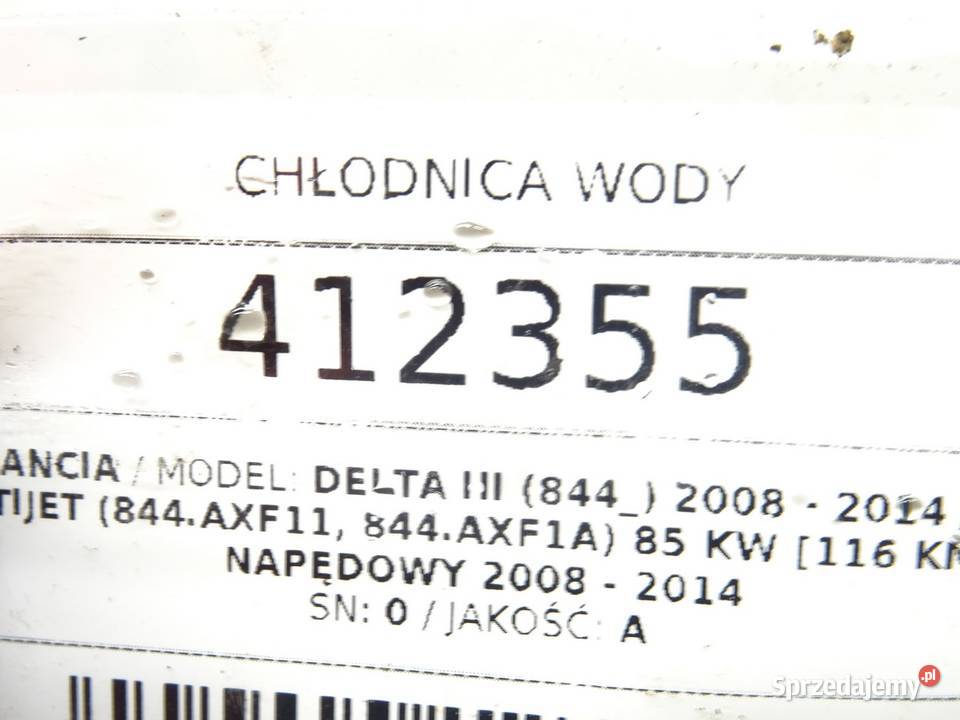 CHŁODNICA WODY
412355
ANCIA / MODEL: DELTA III (844_) 2008 - 2014
TIJET (844.AXF11, 844.AXF1A) 85 KW [116 KM
NAPĘDOWY 2008 - 2014
SN: 0 / JAKOŚĆ: A
Sprzedajemy.pl